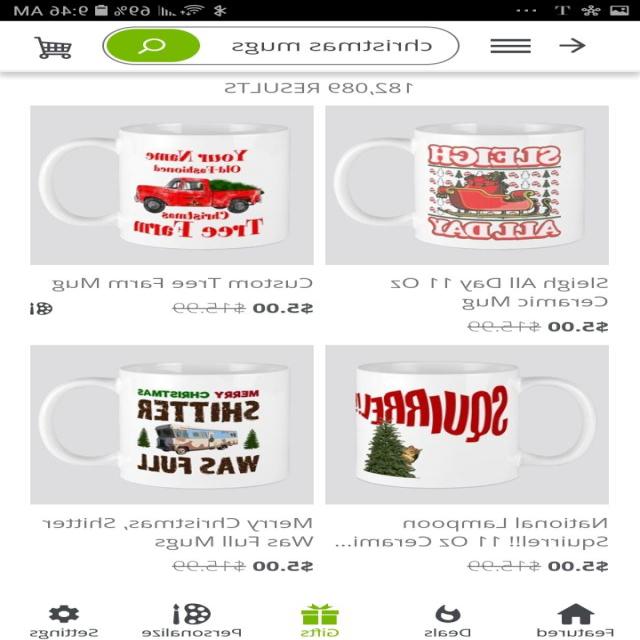 9:46 AM
69%
T
christmas mugs
182,089 RESULTS
SLEIGH
ALL DAY
Your Name
Old-Fashioned
Christmas
Tree Farm
Sleigh All Day 11 Oz
Ceramic Mug
$5.00 $15.99
Custom Tree Farm Mug
$5.00 $15.99
SQUIRREL!!
MERRY CHRISTMAS
SHITTER
WAS FULL
National Lampoon
Squirrel!!! 11 Oz Cerami...
$5.00 $15.99
Merry Christmas, Shitter
Was Full Mugs
$5.00 $15.99
Featured
Deals
Gifts
Personalize
Settings